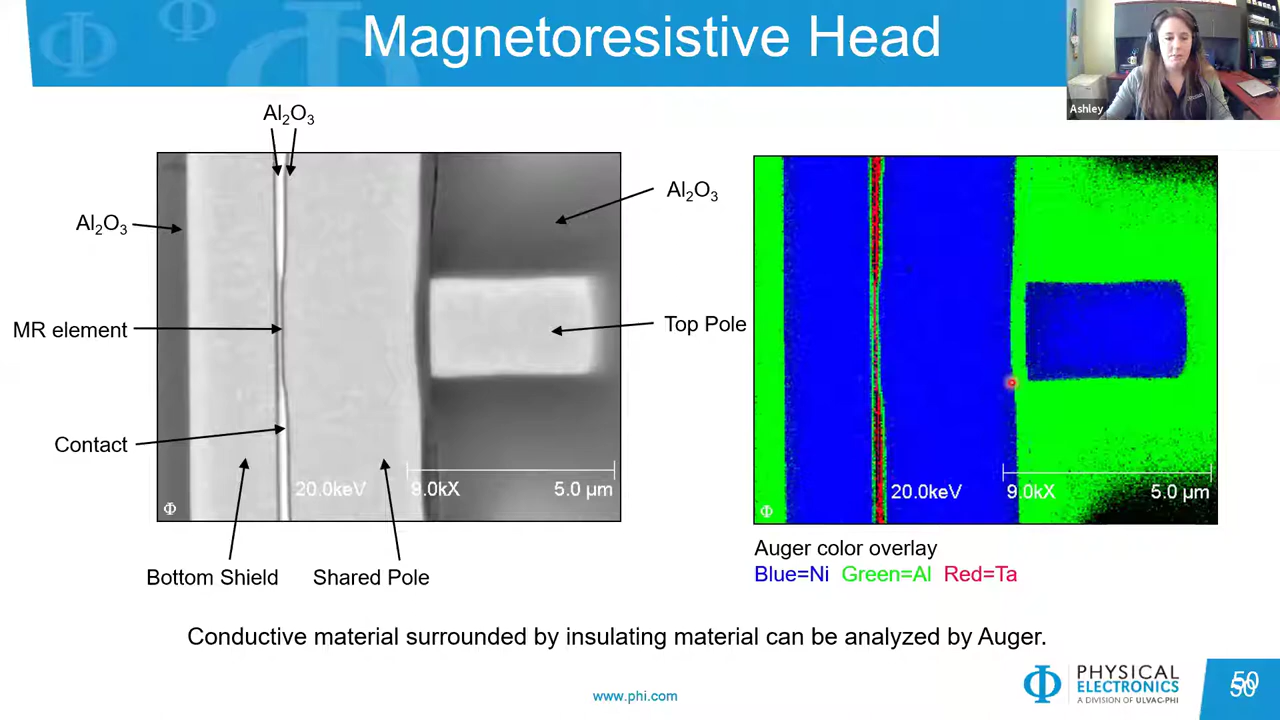 Magnetoresistive Head
Ashley
Al2O3
Al2O3
Al2O3
MR element
Top Pole
Contact
20.0keV 9.0kX 5.0 µm
Φ
20.0keV 9.0kX 5.0 µm
Φ
Bottom Shield Shared Pole
Auger color overlay
Blue=Ni Green=Al Red=Ta
Conductive material surrounded by insulating material can be analyzed by Auger.
www.phi.com
Φ PHYSICAL
ELECTRONICS
A DIVISION OF ULVAC-PHI
50